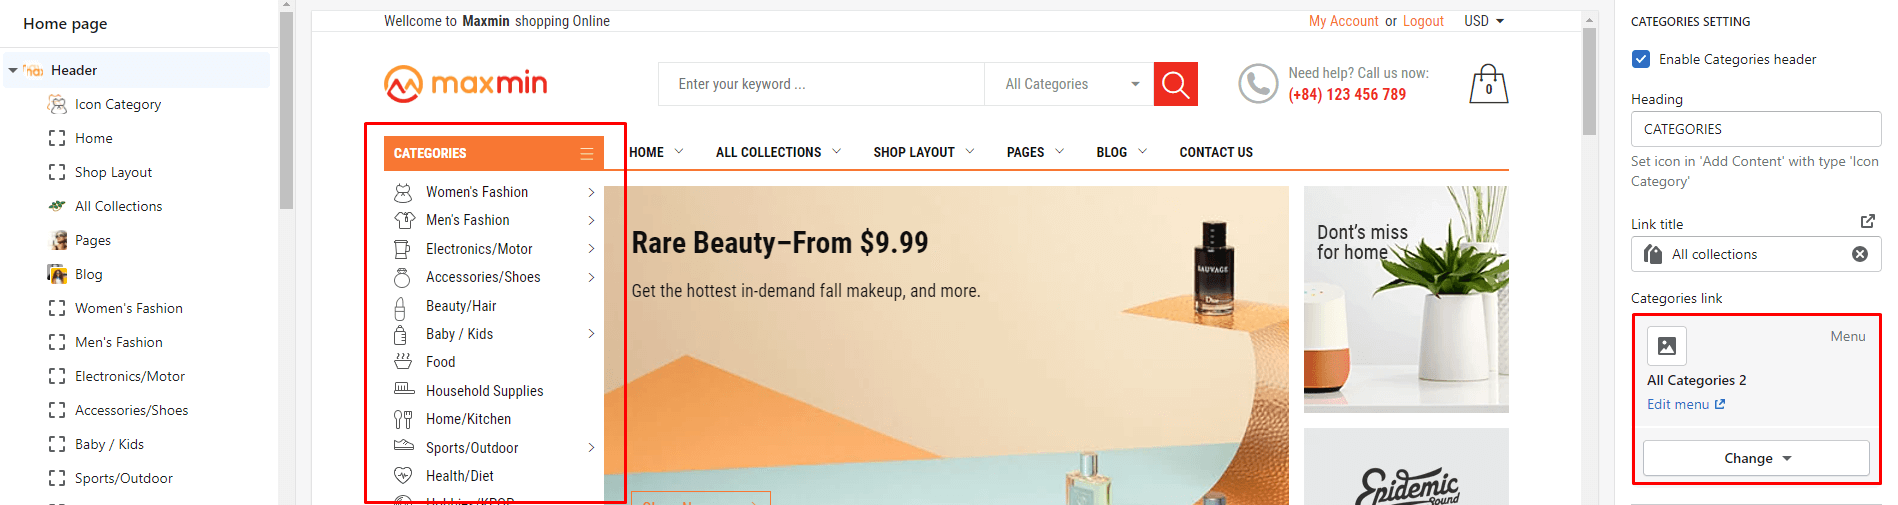 Home page
Header
Icon Category
Home
Shop Layout
All Collections
Pages
Blog
Women's Fashion
Men's Fashion
Electronics/Motor
Accessories/Shoes
Baby / Kids
Sports/Outdoor
Wellcome to Maxmin shopping Online
My Account or Logout USD
maxmin
Enter your keyword ...
All Categories
Need help? Call us now:
(+84) 123 456 789
0
CATEGORIES
HOME
ALL COLLECTIONS
SHOP LAYOUT
PAGES
BLOG
CONTACT US
Women's Fashion
Men's Fashion
Electronics/Motor
Accessories/Shoes
Beauty/Hair
Baby / Kids
Food
Household Supplies
Home/Kitchen
Sports/Outdoor
Health/Diet
Rare Beauty–From $9.99
Get the hottest in-demand fall makeup, and more.
SAUVAGE
Dior
Dont's miss
for home
Epidemic
Sound
CATEGORIES SETTING
Enable Categories header
Heading
CATEGORIES
Set icon in 'Add Content' with type 'Icon
Category'
Link title
All collections
Categories link
Menu
All Categories 2
Edit menu
Change